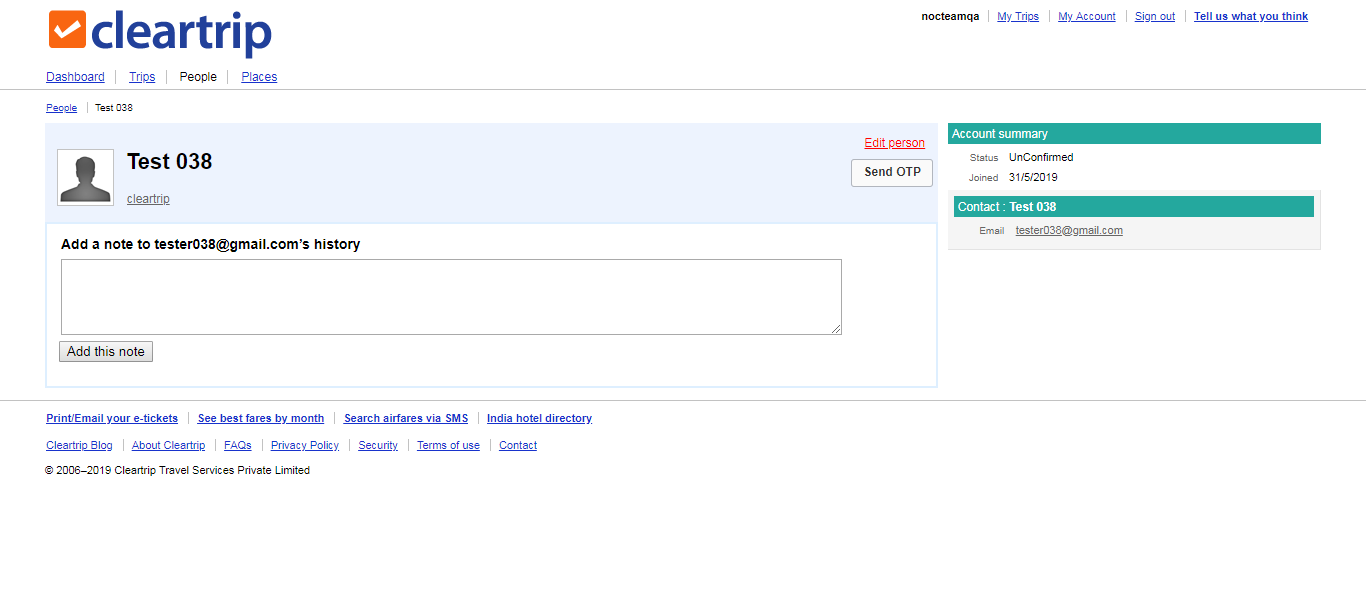 cleartrip
nocteamqa My Trips My Account Sign out Tell us what you think
Dashboard Trips People Places
People Test 038
Test 038
cleartrip
Edit person
Send OTP
Add a note to tester038@gmail.com’s history
Add this note
Account summary
Status UnConfirmed
Joined 31/5/2019
Contact : Test 038
Email tester038@gmail.com
Print/Email your e-tickets See best fares by month Search airfares via SMS India hotel directory
Cleartrip Blog About Cleartrip FAQs Privacy Policy Security Terms of use Contact
© 2006–2019 Cleartrip Travel Services Private Limited